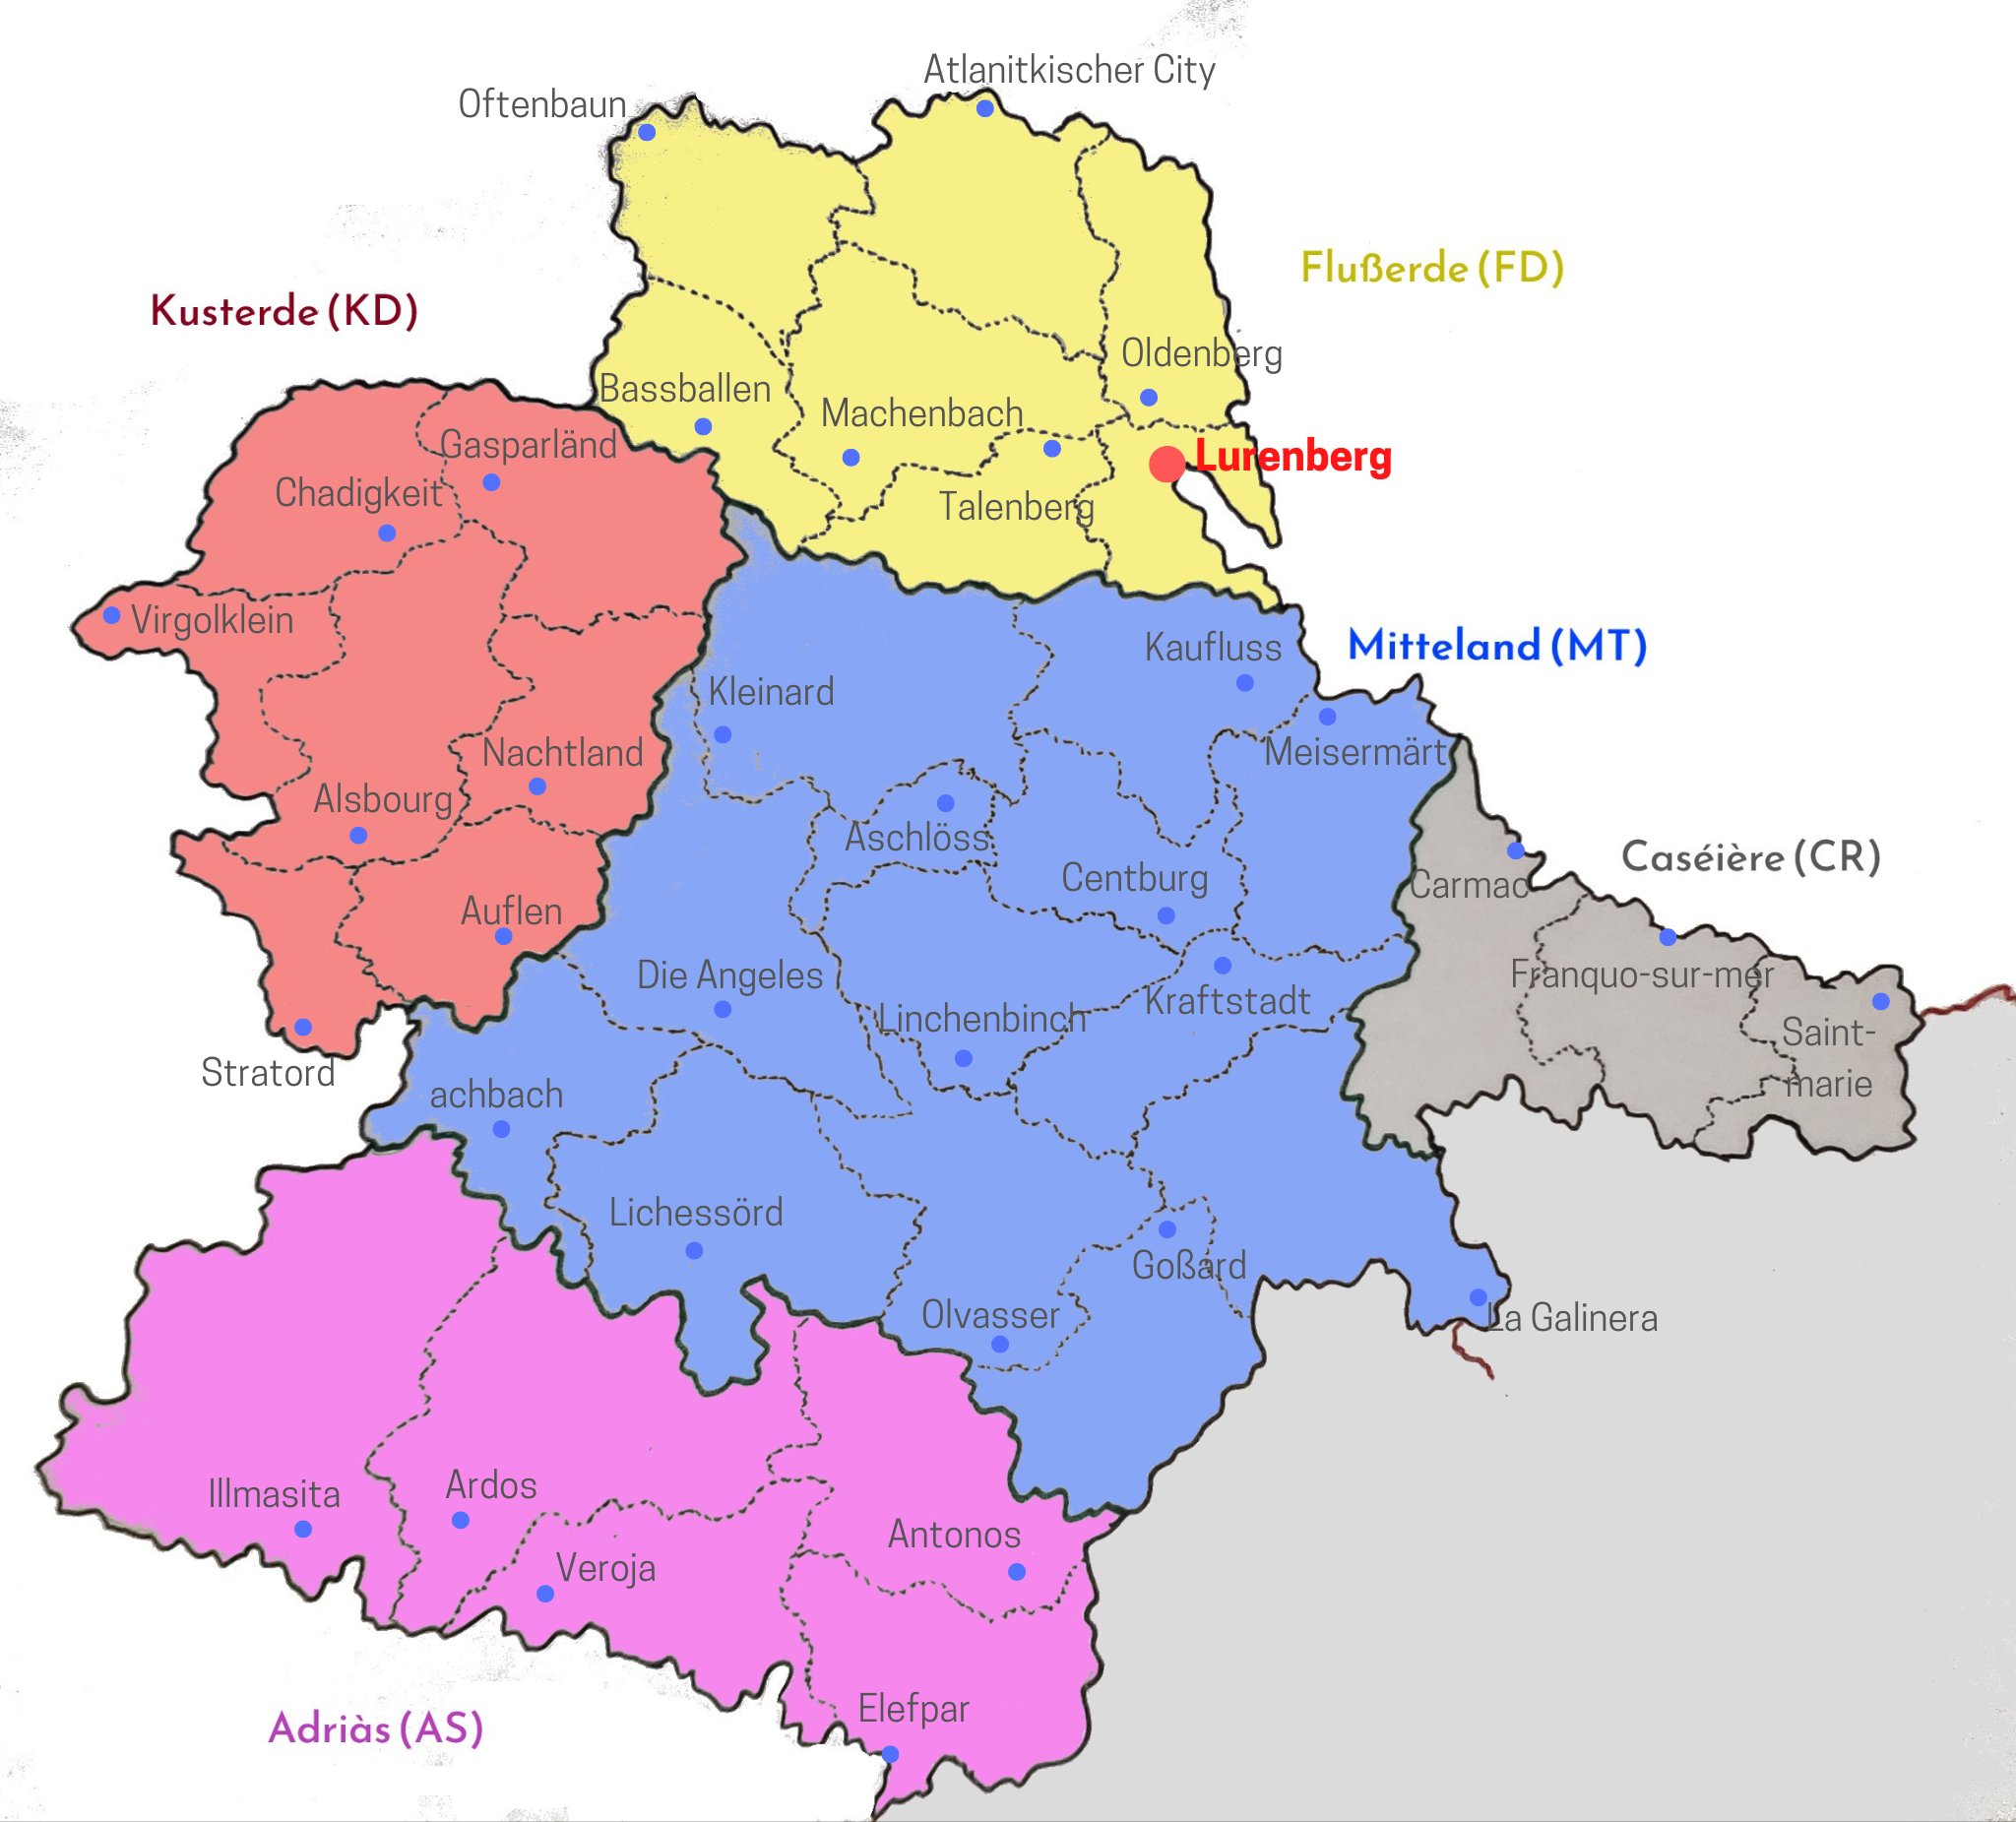 Atlanitkischer City
Oftenbaun
Flußerde (FD)
Kusterde (KD)
Oldenberg
Bassballen
Machenbach
Gasparländ
Lurenberg
Chadigkeit
Talenberg
Virgolklein
Kaufluss
Mitteland (MT)
Kleinard
Nachtland
Meisermärt
Alsbourg
Aschlöss
Caséière (CR)
Centburg
Carmac
Auflen
Die Angeles
Franquo-sur-mer
Kraftstadt
Linchenbinch
Saint-
marie
Stratord
achbach
Lichessörd
Goßard
Olvasser
La Galinera
Ardos
Illmasita
Antonos
Veroja
Elefpar
Adriàs (AS)